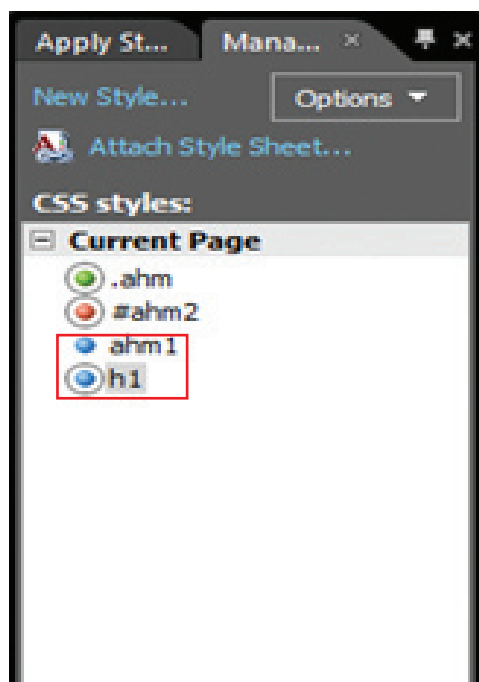 Apply St... Mana...
New Style... Options
Attach Style Sheet...
CSS styles:
Current Page
.ahm
#ahm2
ahm1
h1